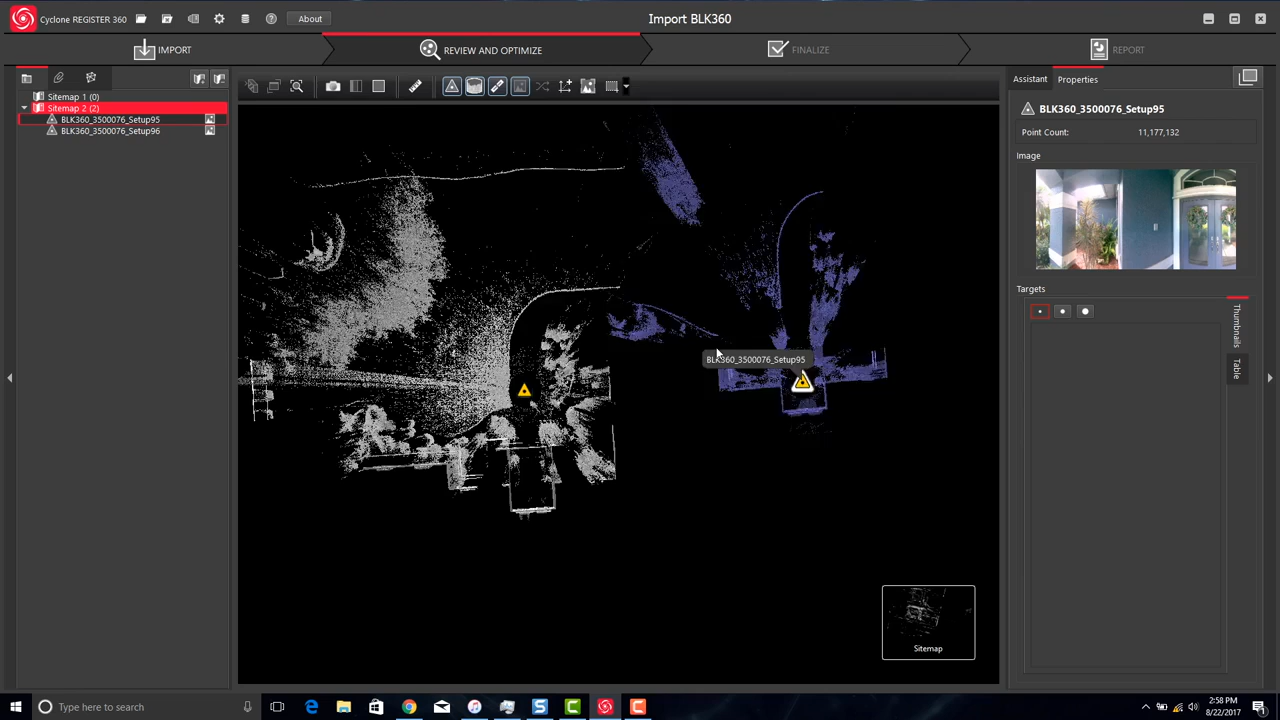 Cyclone REGISTER 360
About
Import BLK360
IMPORT
REVIEW AND OPTIMIZE
FINALIZE
REPORT
Sitemap 1 (0)
Sitemap 2 (2)
BLK360_3500076_Setup95
BLK360_3500076_Setup96
BLK360_3500076_Setup95
Sitemap
Assistant
Properties
BLK360_3500076_Setup95
Point Count:
11,177,132
Image
Targets
Thumbnails
Table
Type here to search
2:58 PM
8/22/2017